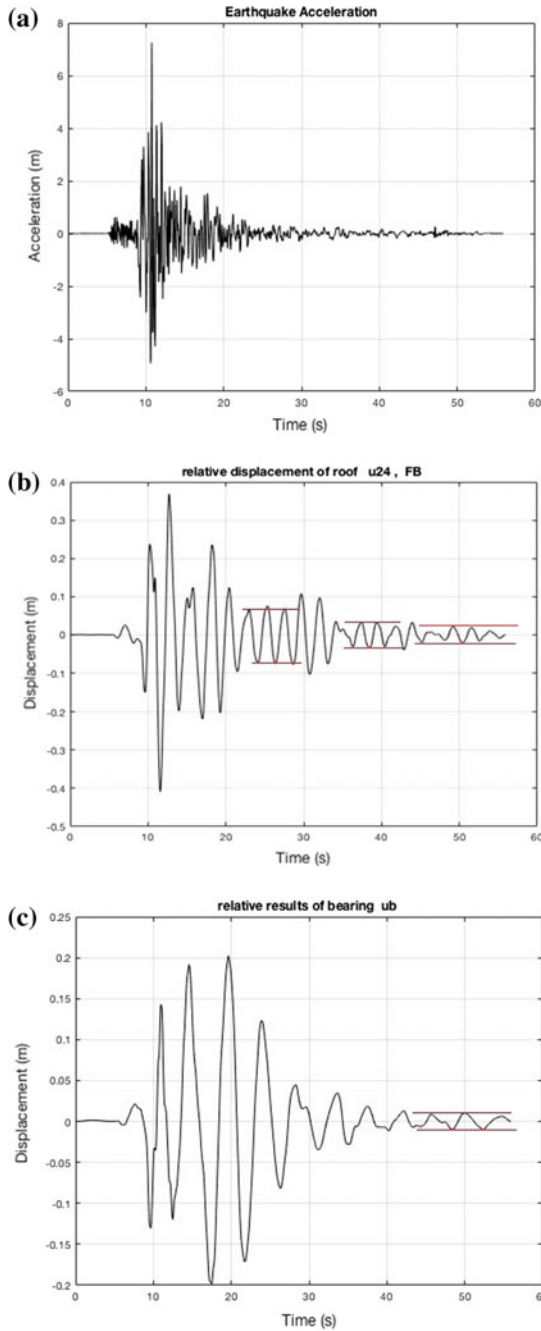 (a)
Earthquake Acceleration
8
6
4
2
0
-2
-4
-6
Acceleration (m)
0 10 20 30 40 50 60
Time (s)
(b)
relative displacement of roof u24 , FB
0.4
0.3
0.2
0.1
0
-0.1
-0.2
-0.3
-0.4
-0.5
Displacement (m)
0 10 20 30 40 50 60
Time (s)
(c)
relative results of bearing ub
0.25
0.2
0.15
0.1
0.05
0
-0.05
-0.1
-0.15
-0.2
Displacement (m)
0 10 20 30 40 50 60
Time (s)